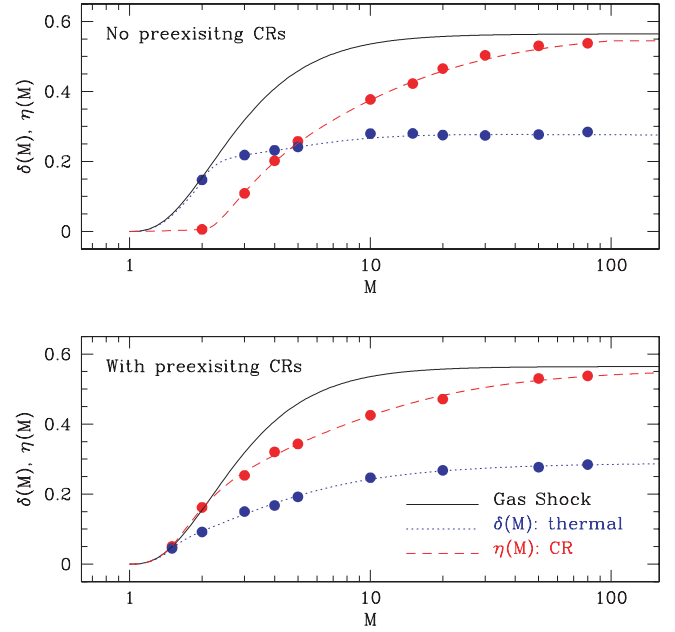 No preexisitng CRs
δ(M), η(M)
0.6
0.4
0.2
0
1
10
100
M
With preexisitng CRs
δ(M), η(M)
0.6
0.4
0.2
0
Gas Shock
δ(M): thermal
η(M): CR
1
10
100
M